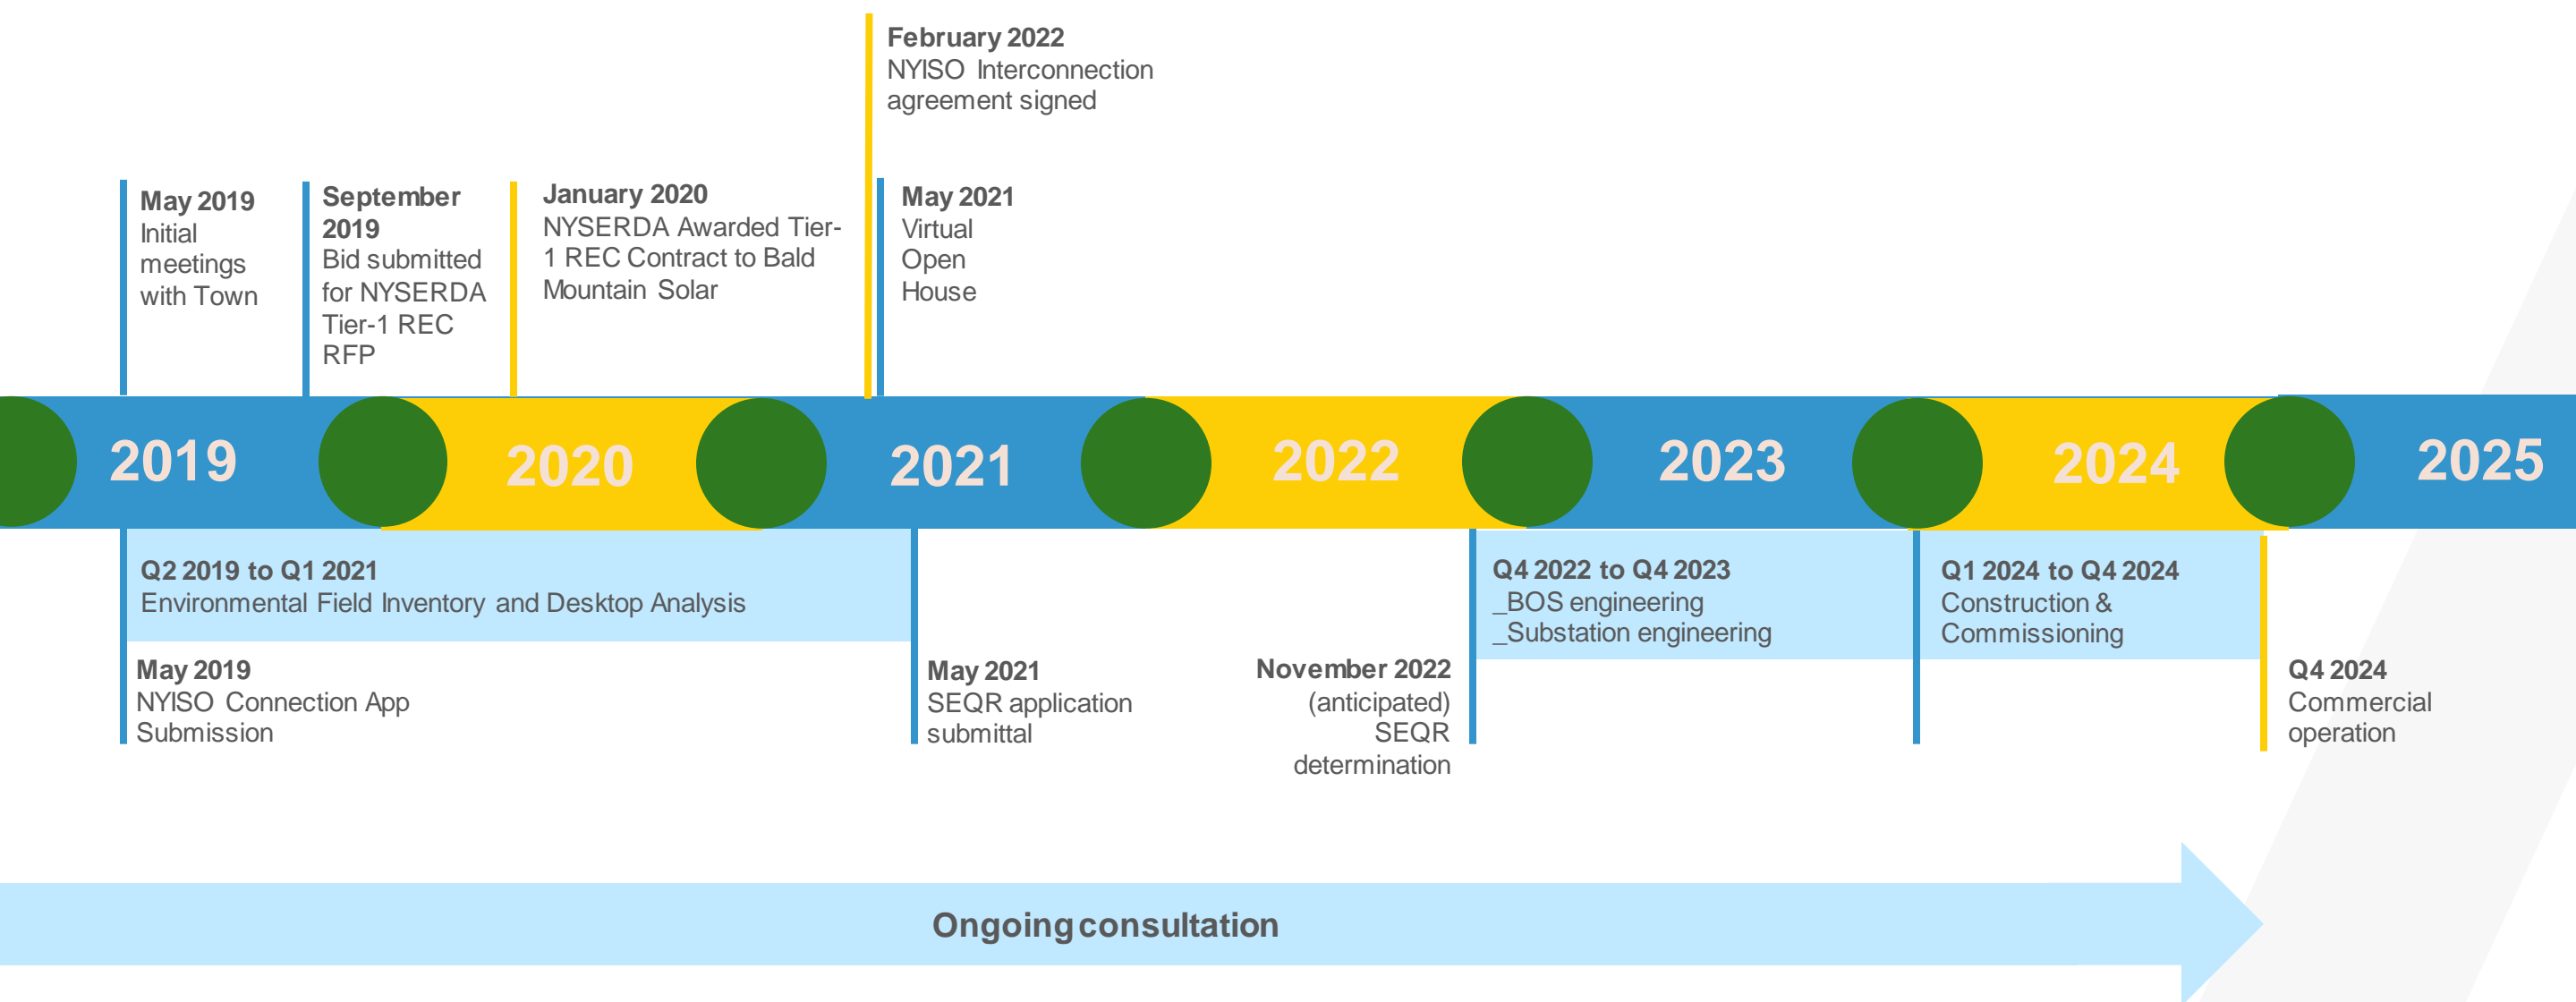 February 2022
NYISO Interconnection
agreement signed
May 2019
Initial
meetings
with Town
September
2019
Bid submitted
for NYSERDA
Tier-1 REC
RFP
January 2020
NYSERDA Awarded Tier-
1 REC Contract to Bald
Mountain Solar
May 2021
Virtual
Open
House
2019
2020
2021
2022
2023
2024
2025
Q2 2019 to Q1 2021
Environmental Field Inventory and Desktop Analysis
May 2019
NYISO Connection App
Submission
May 2021
SEQR application
submittal
November 2022
(anticipated)
SEQR
determination
Q4 2022 to Q4 2023
_BOS engineering
_Substation engineering
Q1 2024 to Q4 2024
Construction &
Commissioning
Q4 2024
Commercial
operation
Ongoing consultation